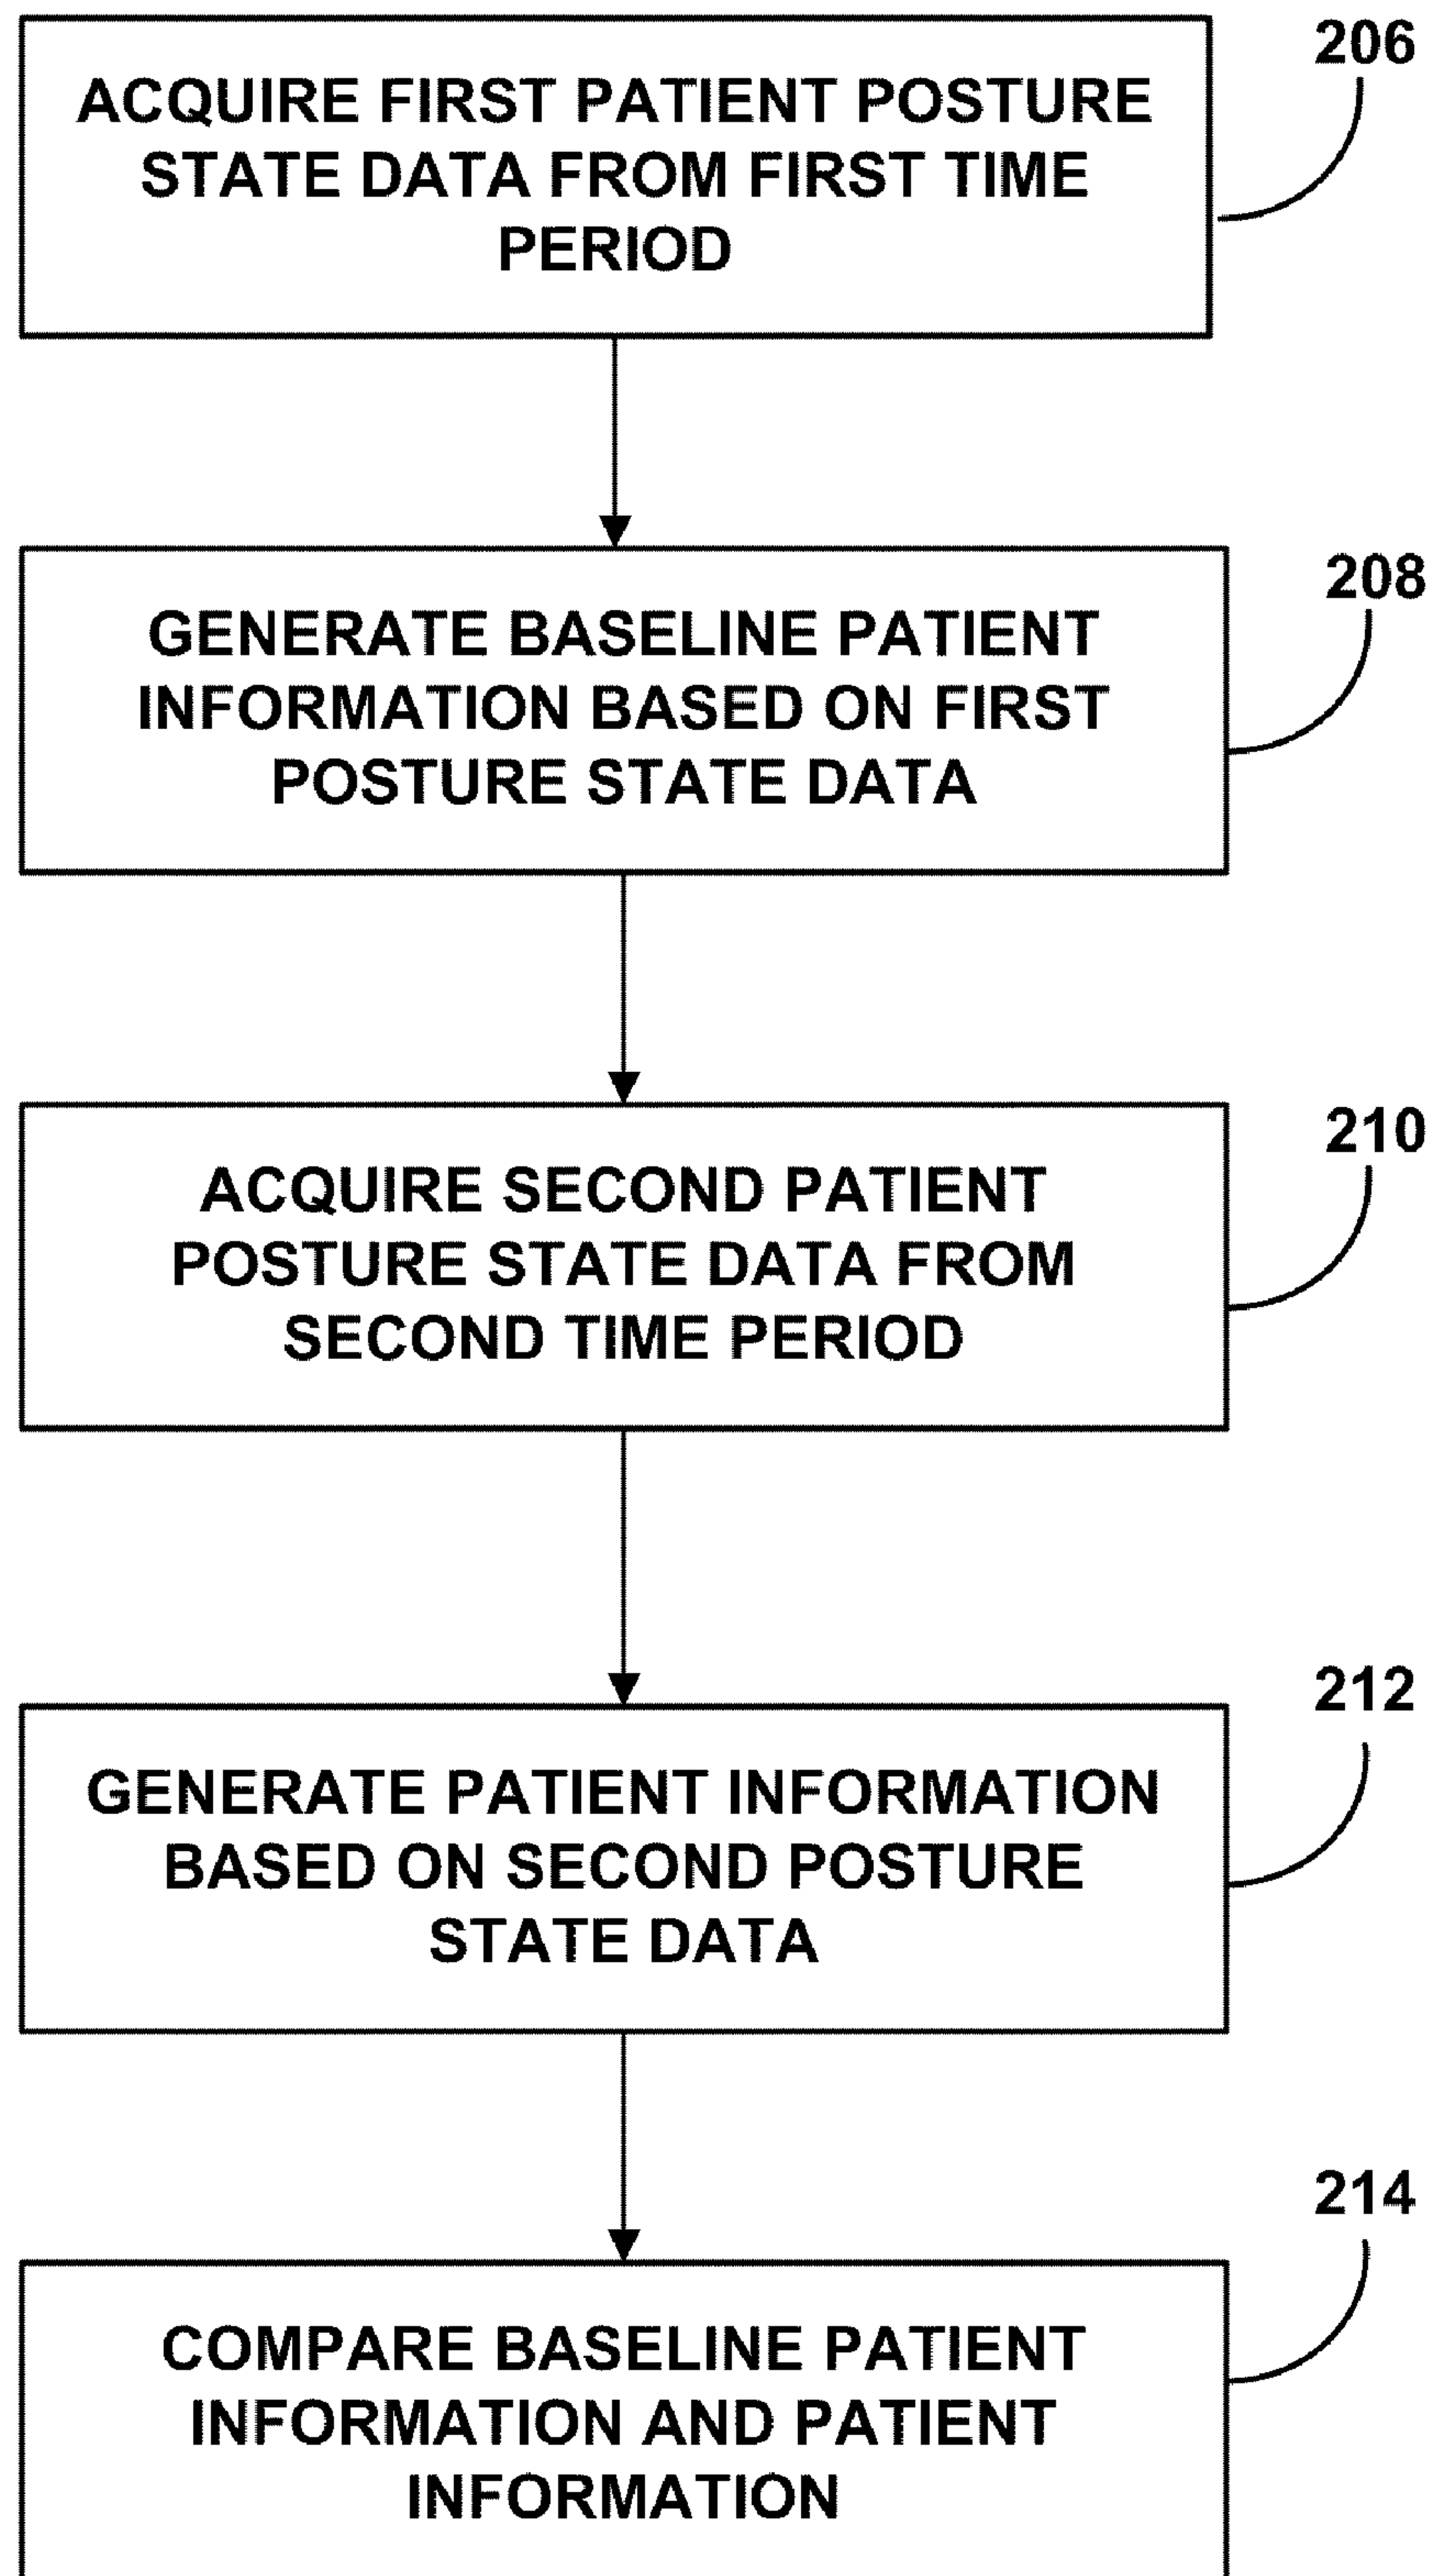 206
ACQUIRE FIRST PATIENT POSTURE
STATE DATA FROM FIRST TIME
PERIOD
208
GENERATE BASELINE PATIENT
INFORMATION BASED ON FIRST
POSTURE STATE DATA
210
ACQUIRE SECOND PATIENT
POSTURE STATE DATA FROM
SECOND TIME PERIOD
212
GENERATE PATIENT INFORMATION
BASED ON SECOND POSTURE
STATE DATA
214
COMPARE BASELINE PATIENT
INFORMATION AND PATIENT
INFORMATION